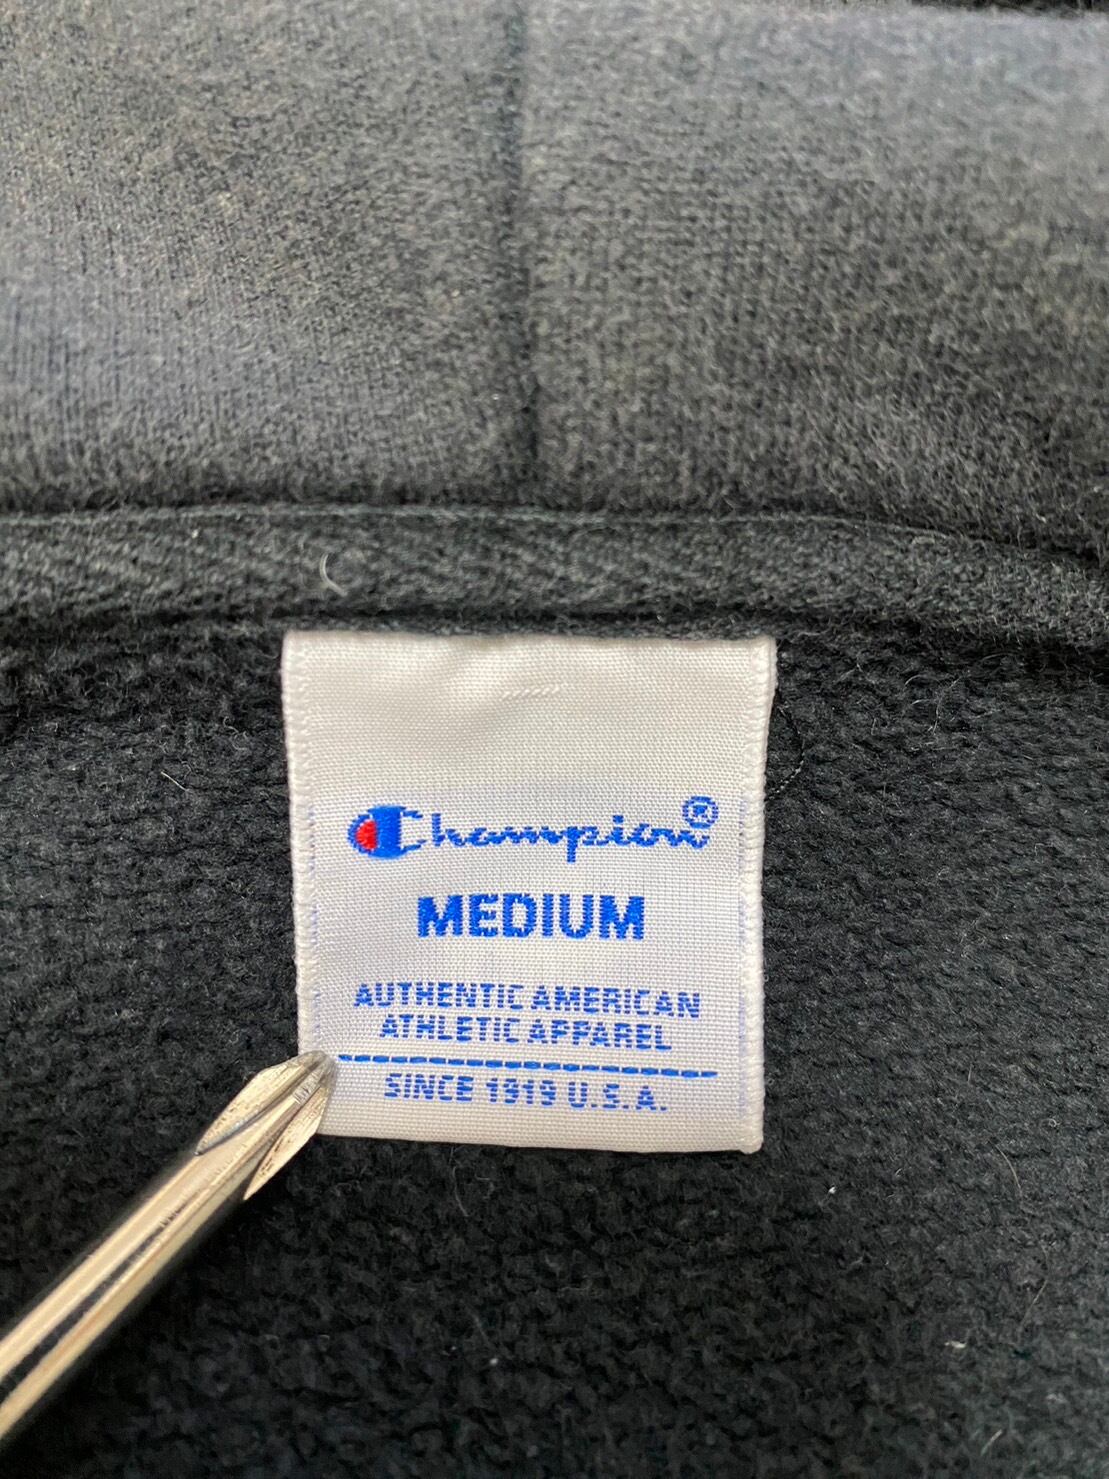 Champion®
MEDIUM
AUTHENTIC AMERICAN
ATHLETIC APPAREL
SINCE 1919 U.S.A.